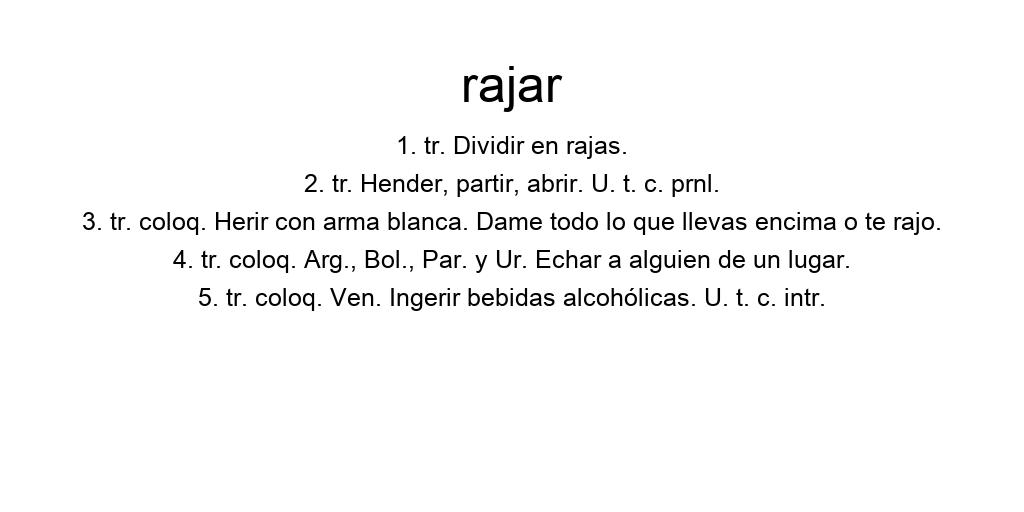 rajar
1. tr. Dividir en rajas.
2. tr. Hender, partir, abrir. U. t. c. prnl.
3. tr. coloq. Herir con arma blanca. Dame todo lo que llevas encima o te rajo.
4. tr. coloq. Arg., Bol., Par. y Ur. Echar a alguien de un lugar.
5. tr. coloq. Ven. Ingerir bebidas alcohólicas. U. t. c. intr.